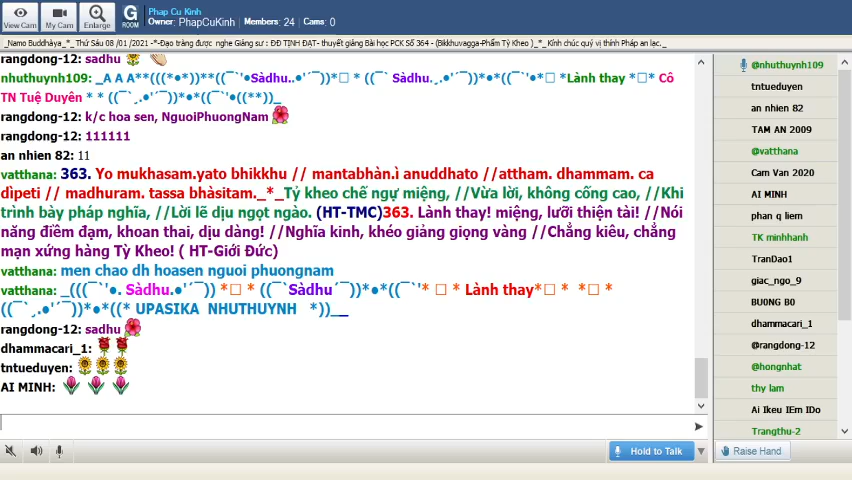 Phap Cu Kinh
Owner: PhapCuKinh Members: 24 Cams: 0
View Cam My Cam Enlarge G ROOM
_Namo Buddhàya_*_ Thứ Sáu 08 /01 /2021 -*-Đạo tràng được nghe Giảng sư : ĐĐ TỊNH ĐẠT- thuyết giảng Bài học PCK Số 364 - (Bikkhuvagga-Phẩm Tỳ Kheo )_*_ Kính chúc quý vị thính Pháp an lạc._
rangdong-12: sadhu
nhuthuynh109: _A A A**(((*•*))**((¯`'•Sàdhu..•'´¯))*•□ * ((¯` Sàdhu.¸.•'´¯))*•*((¯`'•*□ *Lành thay *□* Cô
TN Tuệ Duyên * * ((¯`¸.•'´¯))*•*((¯`'•((**))_
rangdong-12: k/c hoa sen, NguoiPhuongNam
rangdong-12: 111111
an nhien 82: 11
vatthana: 363. Yo mukhasam.yato bhikkhu // mantabhàn.ì anuddhato //attham. dhammam. ca
dìpeti // madhuram. tassa bhàsitam._*_Tỷ kheo chế ngự miệng, //Vừa lời, không cống cao, //Khi
trình bày pháp nghĩa, //Lời lẽ dịu ngọt ngào. (HT-TMC)363. Lành thay! miệng, lưỡi thiện tài! //Nói
năng điềm đạm, khoan thai, dịu dàng! //Nghĩa kinh, khéo giảng giọng vàng //Chẳng kiêu, chẳng
mạn xứng hàng Tỳ Kheo! ( HT-Giới Đức)
vatthana: men chao dh hoasen nguoi phuongnam
vatthana: _(((¯`'•. Sàdhu.•'´¯)) *□ * ((¯`Sàdhu´¯))*•*((¯`'* □ * Lành thay*□ * *□ *
((¯`¸.•'´¯))*•*((* UPASIKA NHUTHUYNH *))__
rangdong-12: sadhu
dhammacari_1:
tntueduyen:
AI MINH:
Hold to Talk
@nhuthuynh109
tntueduyen
an nhien 82
TAM AN 2009
@vatthana
Cam Van 2020
AI MINH
phan q liem
TK minhhanh
TranDao1
giac_ngo_9
BU0NG B0
dhammacari_1
@rangdong-12
@hongnhat
thy lam
Ai Ikeu IEm IDo
Trangthu-2
Raise Hand